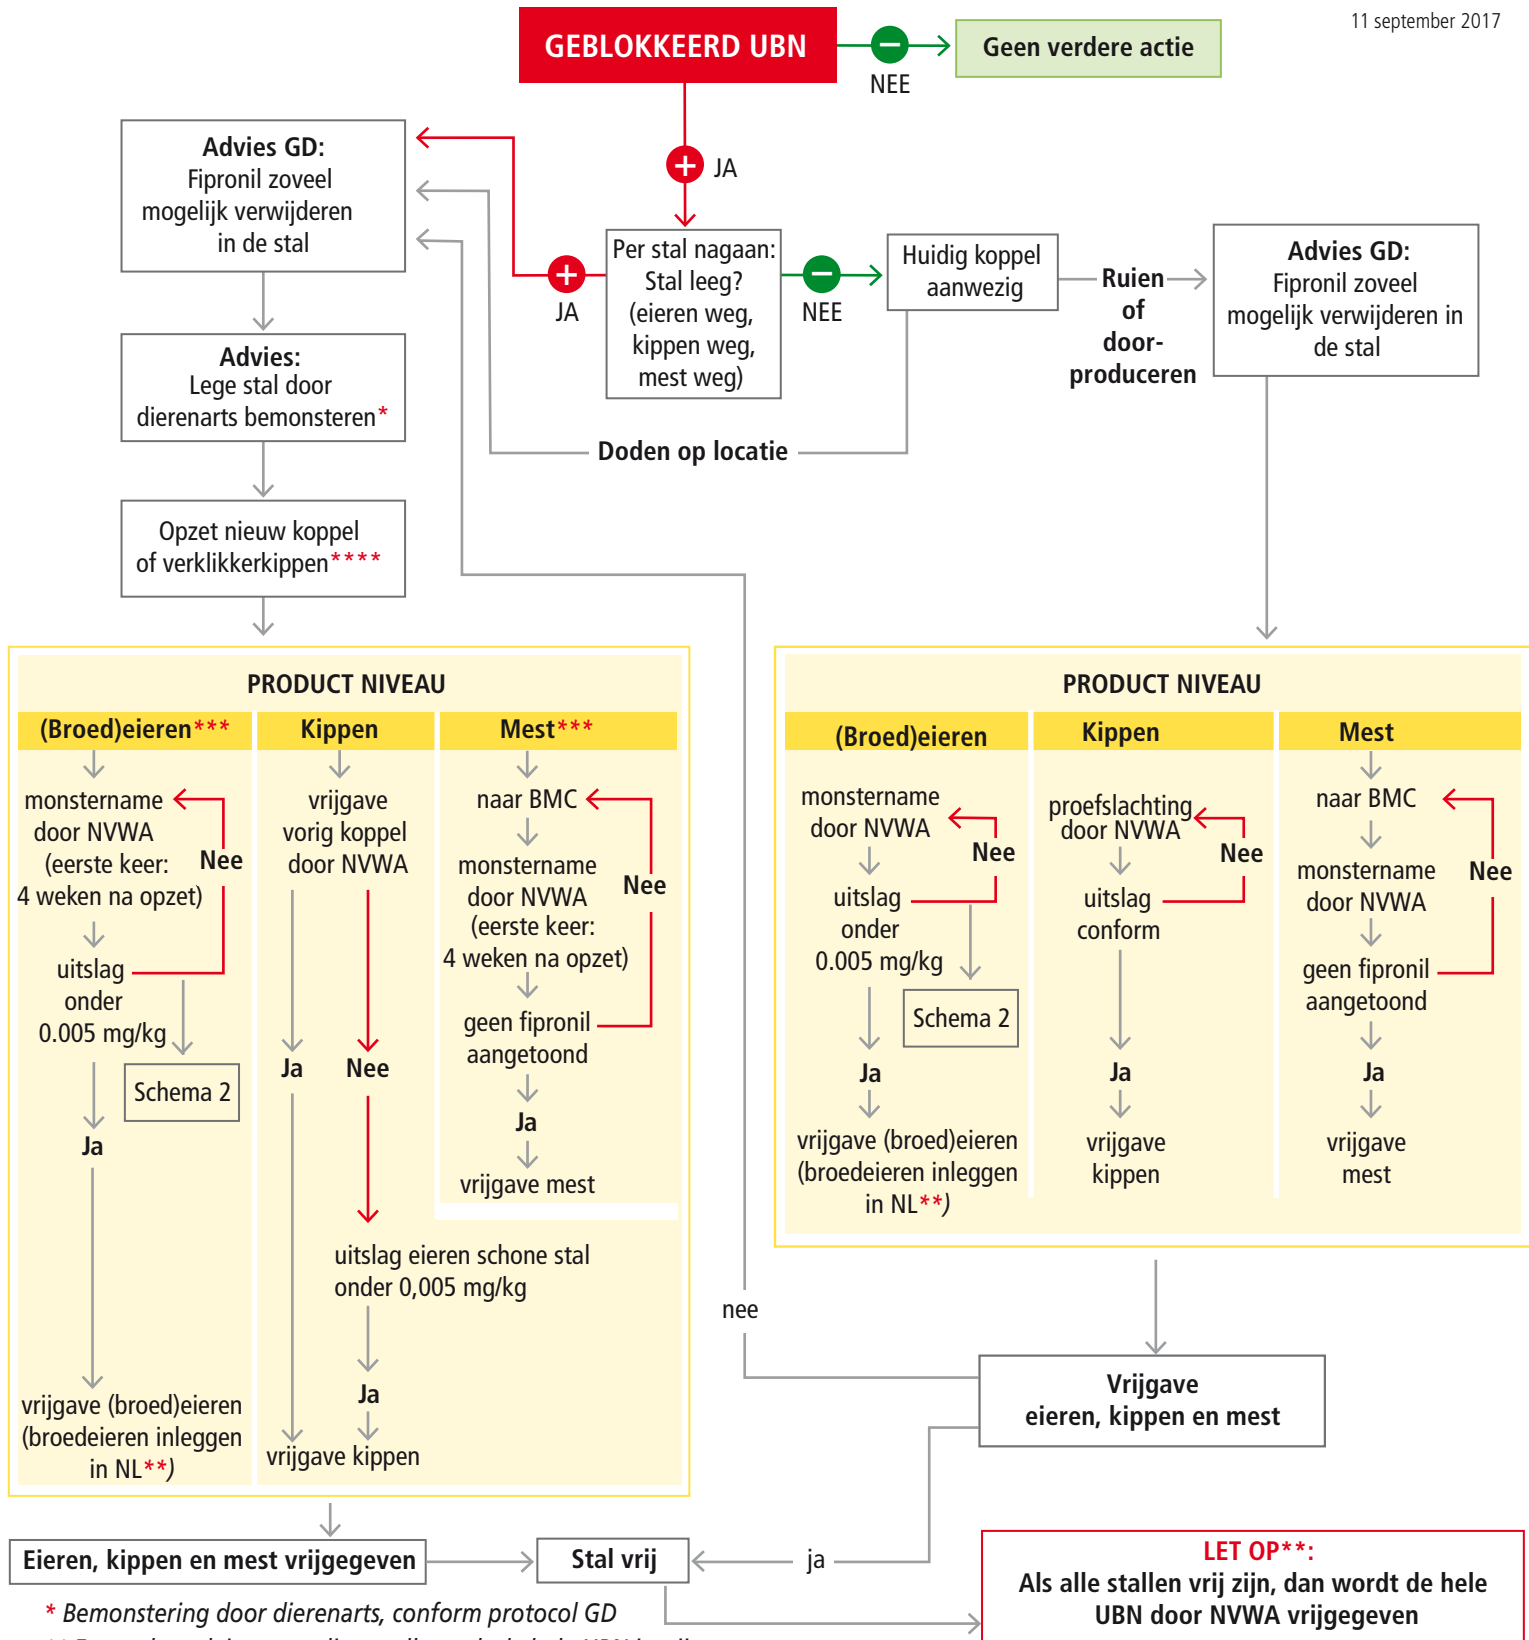 11 september 2017
GEBLOKKEERD UBN
NEE
Geen verdere actie
JA
Advies GD:
Fipronil zoveel
mogelijk verwijderen
in de stal
Per stal nagaan:
Stal leeg?
(eieren weg,
kippen weg,
mest weg)
JA
NEE
Huidig koppel
aanwezig
Ruien
of
door-
produceren
Advies GD:
Fipronil zoveel
mogelijk verwijderen in
de stal
Advies:
Lege stal door
dierenarts bemonsteren*
Doden op locatie
Opzet nieuw koppel
of verklikkerkippen****
PRODUCT NIVEAU
(Broed)eieren***
monstername
door NVWA
(eerste keer:
4 weken na opzet)
Nee
uitslag
onder
0.005 mg/kg
Schema 2
Ja
vrijgave (broed)eieren
(broedeieren inleggen
in NL**)
Kippen
vrijgave
vorig koppel
door NVWA
Ja
Nee
uitslag eieren schone stal
onder 0,005 mg/kg
Ja
vrijgave kippen
Mest***
naar BMC
monstername
door NVWA
(eerste keer:
4 weken na opzet)
Nee
geen fipronil
aangetoond
Ja
vrijgave mest
PRODUCT NIVEAU
(Broed)eieren
monstername
door NVWA
Nee
uitslag
onder
0.005 mg/kg
Schema 2
Ja
vrijgave (broed)eieren
(broedeieren inleggen
in NL**)
Kippen
proefslachting
door NVWA
Nee
uitslag
conform
Ja
vrijgave
kippen
Mest
naar BMC
monstername
door NVWA
Nee
geen fipronil
aangetoond
Ja
vrijgave
mest
nee
Vrijgave
eieren, kippen en mest
Eieren, kippen en mest vrijgegeven
Stal vrij
ja
LET OP**:
Als alle stallen vrij zijn, dan wordt de hele
UBN door NVWA vrijgegeven
* Bemonstering door dierenarts, conform protocol GD